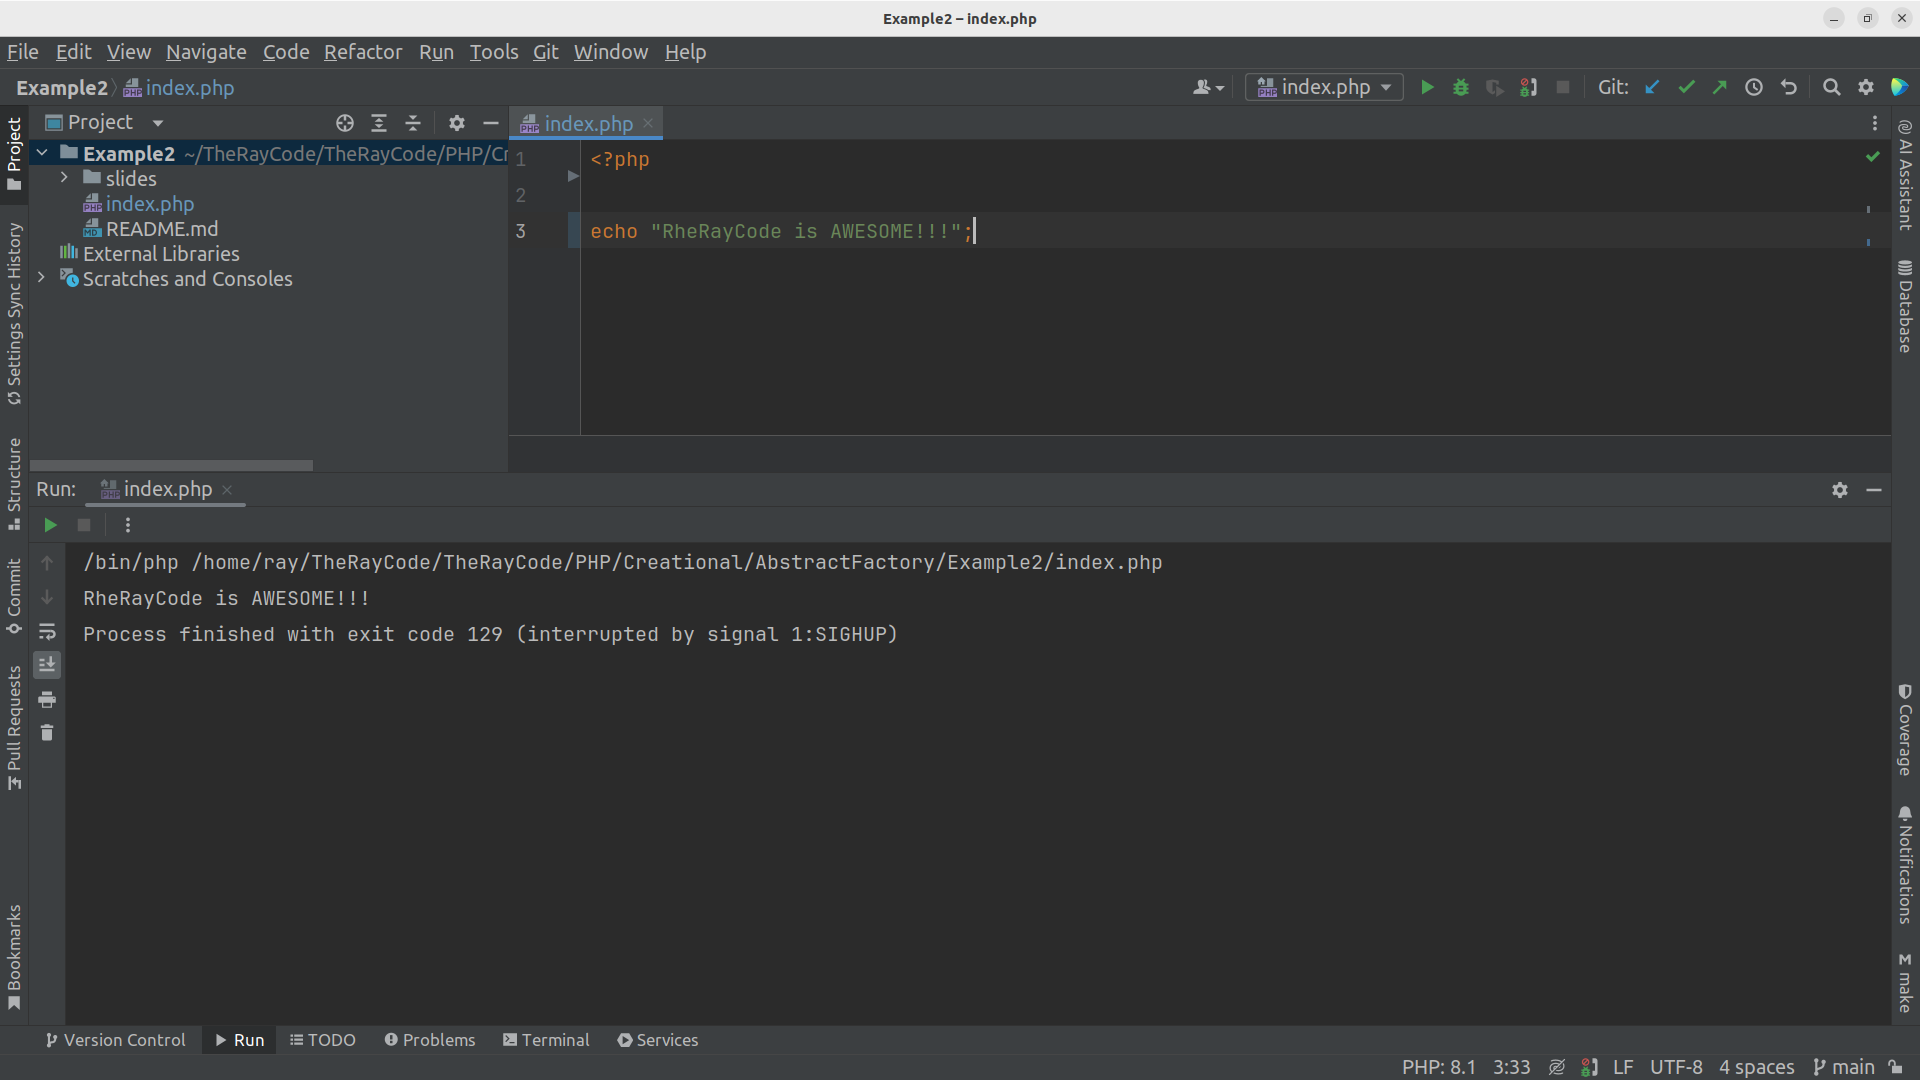 Example2 – index.php
File Edit View Navigate Code Refactor Run Tools Git Window Help
Example2 index.php
index.php
Git:
Project
index.php
Example2 ~/TheRayCode/TheRayCode/PHP/Cr
slides
index.php
README.md
External Libraries
Scratches and Consoles
1 <?php
2
3 echo "RheRayCode is AWESOME!!!";
Project
Settings Sync History
Structure
Commit
Pull Requests
Bookmarks
AI Assistant
Database
Coverage
Notifications
make
Run: index.php
/bin/php /home/ray/TheRayCode/TheRayCode/PHP/Creational/AbstractFactory/Example2/index.php
RheRayCode is AWESOME!!!
Process finished with exit code 129 (interrupted by signal 1:SIGHUP)
Version Control Run TODO Problems Terminal Services
PHP: 8.1 3:33 LF UTF-8 4 spaces main